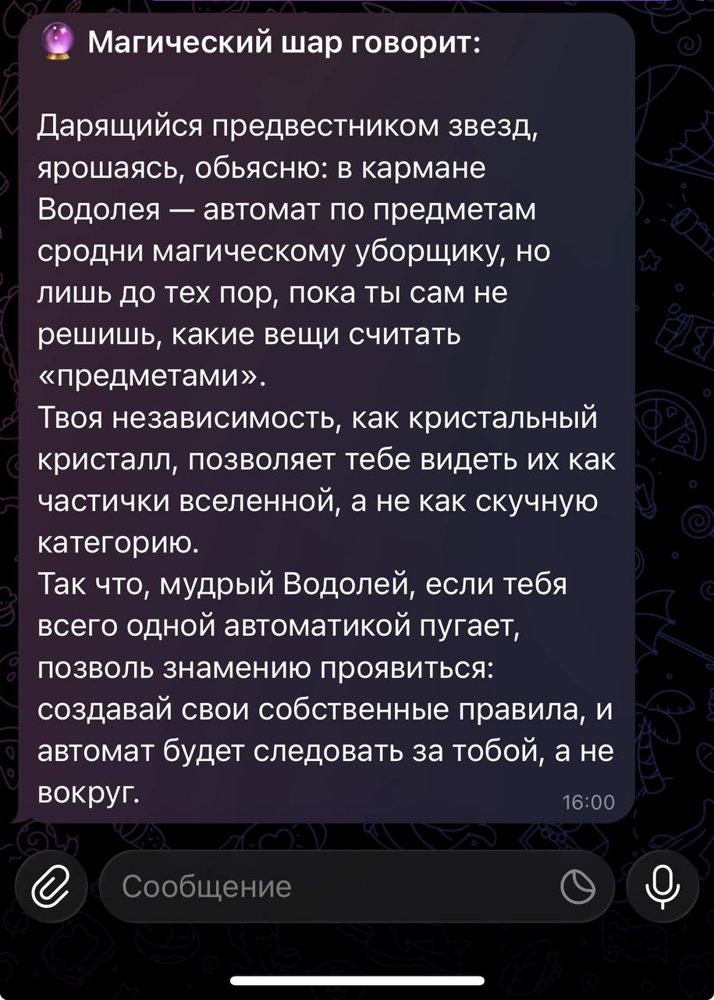 🔮 Магический шар говорит:
Дарящийся предвестником звезд,
ярошаясь, обьясню: в кармане
Водолея — автомат по предметам
сродни магическому уборщику, но
лишь до тех пор, пока ты сам не
решишь, какие вещи считать
«предметами».
Твоя независимость, как кристальный
кристалл, позволяет тебе видеть их как
частички вселенной, а не как скучную
категорию.
Так что, мудрый Водолей, если тебя
всего одной автоматикой пугает,
позволь знамению проявиться:
создавай свои собственные правила, и
автомат будет следовать за тобой, а не
вокруг.
16:00
Сообщение